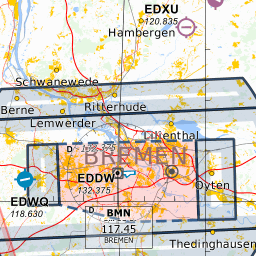 EDXU
120.835
Hambergen
Schwanewede
Berne
Ritterhude
Lemwerder
Lilienthal
D
BREMEN
EDDW
132.375
Oyten
EDWQ
118.630
D
BMN
117.45
BREMEN
Thedinghausen